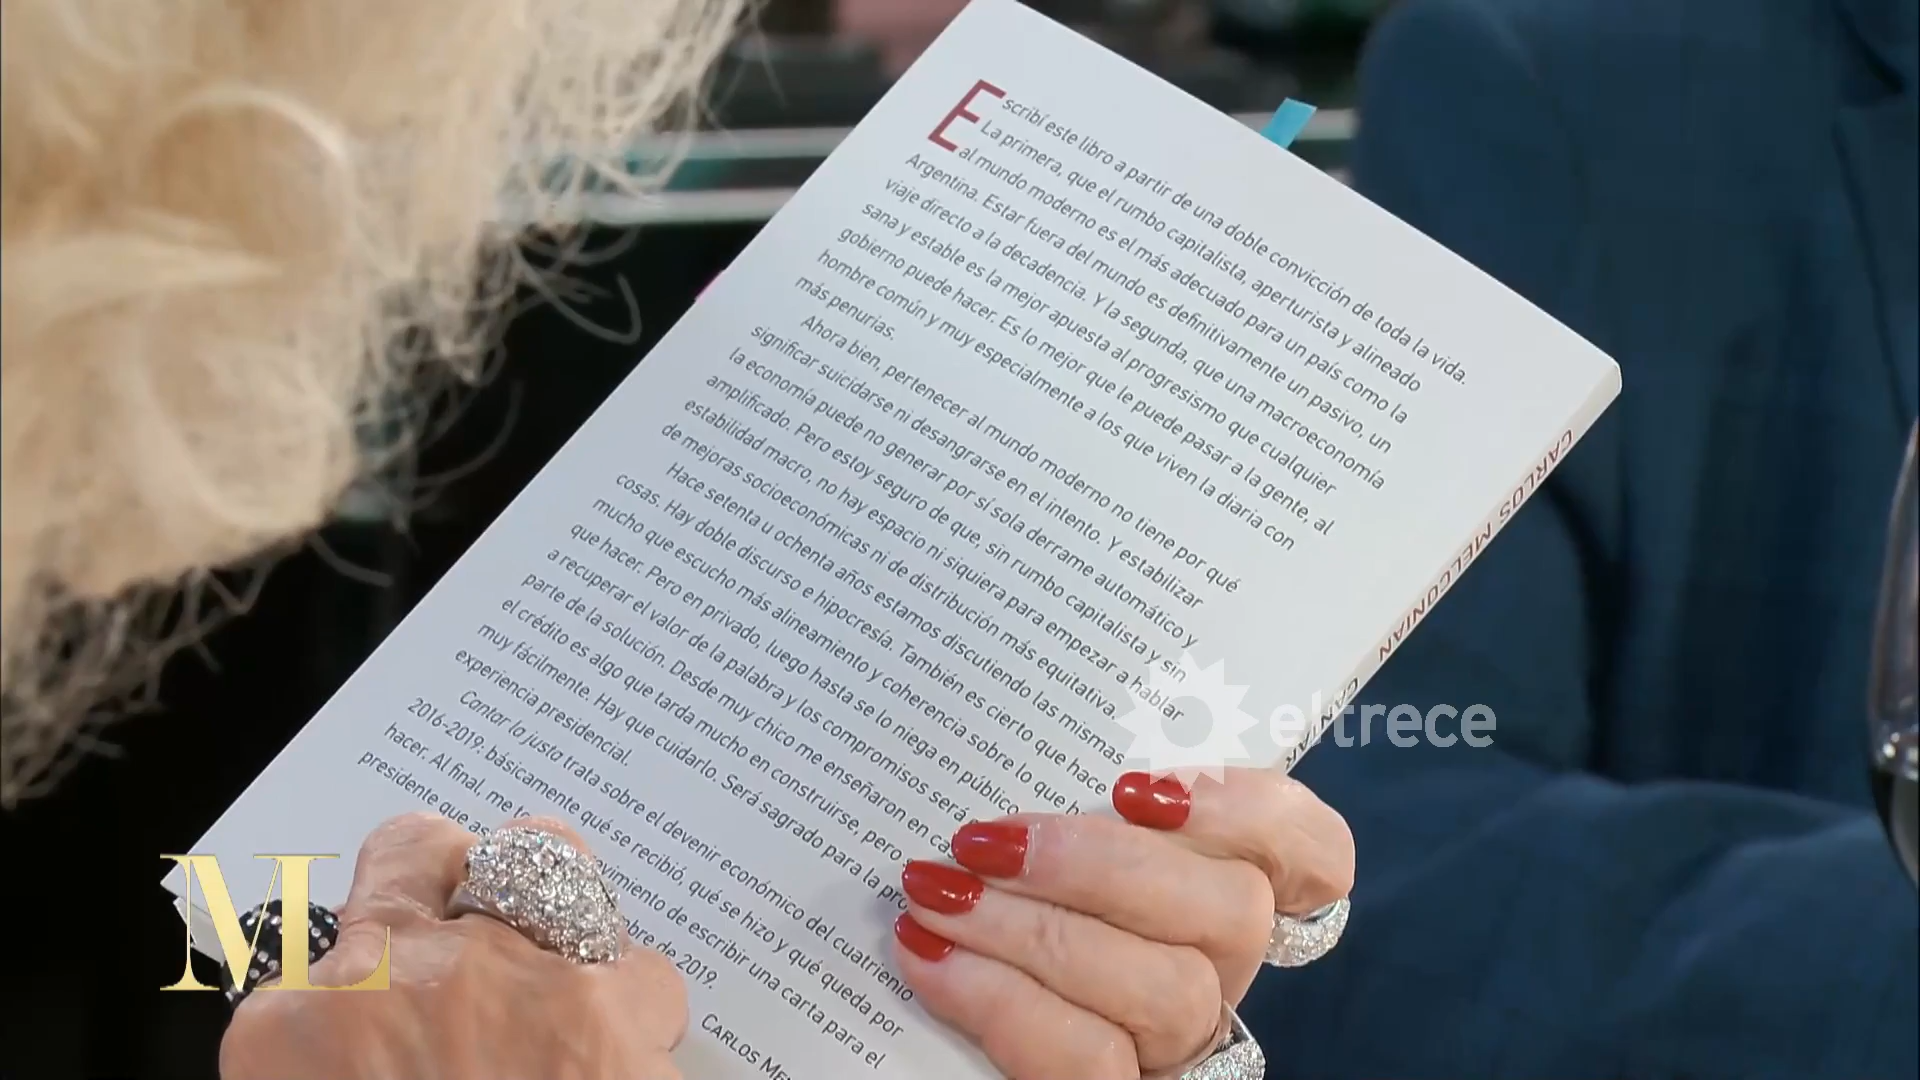 Escribí este libro a partir de una doble convicción de toda la vida.
La primera, que el rumbo capitalista, aperturista y alineado
al mundo moderno es el más adecuado para un país como la
Argentina. Estar fuera del mundo es definitivamente un pasivo, un
viaje directo a la decadencia. Y la segunda, que una macroeconomía
sana y estable es la mejor apuesta al progresismo que cualquier
gobierno puede hacer. Es lo mejor que le puede pasar a la gente, al
hombre común y muy especialmente a los que viven la diaria con
más penurias.
Ahora bien, pertenecer al mundo moderno no tiene por qué
significar suicidarse ni desangrarse en el intento. Y estabilizar
la economía puede no generar por sí sola derrame automático y
amplificado. Pero estoy seguro de que, sin rumbo capitalista y sin
estabilidad macro, no hay espacio ni siquiera para empezar a hablar
de mejoras socioeconómicas ni de distribución más equitativa.
Hace setenta u ochenta años estamos discutiendo las mismas
cosas. Hay doble discurso e hipocresía. También es cierto que hace
mucho que escucho más alineamiento y coherencia sobre lo que h
que hacer. Pero en privado, luego hasta se lo niega en público
a recuperar el valor de la palabra y los compromisos será
parte de la solución. Desde muy chico me enseñaron en cas
el crédito es algo que tarda mucho en construirse, pero
muy fácilmente. Hay que cuidarlo. Será sagrado para la pro
experiencia presidencial.
Cantar la justa trata sobre el devenir económico del cuatrienio
2016-2019: básicamente qué se recibió, qué se hizo y qué queda por
hacer. Al final, me to vimiento de escribir una carta para el
presidente que as bre de 2019.
CARLOS ME
CARLOS MELCONIAN CANTAR
eltrece
ML